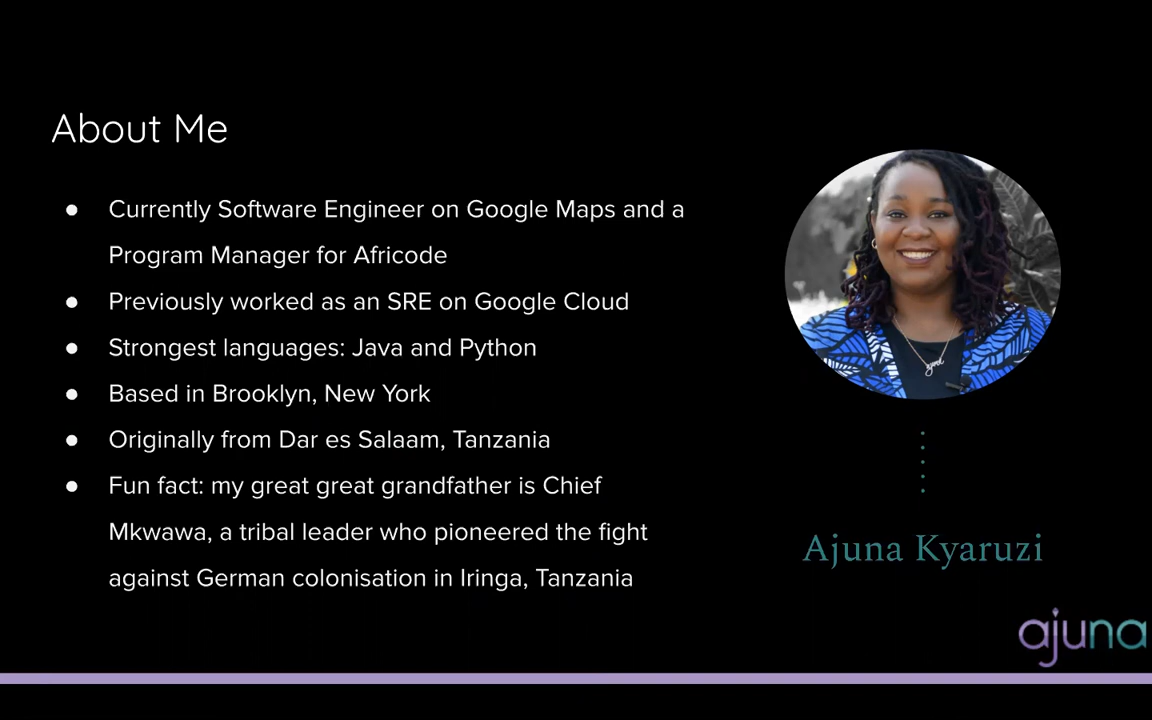 About Me
● Currently Software Engineer on Google Maps and a
Program Manager for Africode
● Previously worked as an SRE on Google Cloud
● Strongest languages: Java and Python
● Based in Brooklyn, New York
● Originally from Dar es Salaam, Tanzania
● Fun fact: my great great grandfather is Chief
Mkwawa, a tribal leader who pioneered the fight
against German colonisation in Iringa, Tanzania
Ajuna Kyaruzi
ajuna